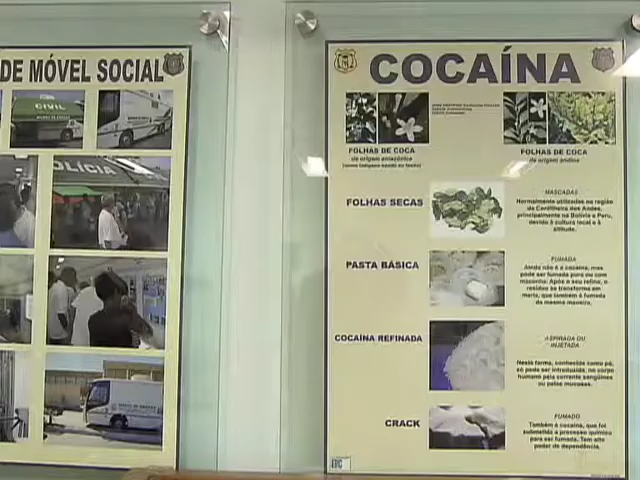 DE MÓVEL SOCIAL
CIVIL
OLÍCIA
COCAÍNA
FOLHAS DE COCA
de origem amazônica
FOLHAS DE COCA
de origem andina
FOLHAS SECAS
MASCADAS
Normalmente utilizadas na região
da Cordilheira dos Andes,
principalmente na Bolívia e Peru,
devido à cultura local e à
altitude.
PASTA BÁSICA
FUMADA
Ainda não é a cocaína, mas
pode ser fumada pura ou com
maconha. Após o seu refino, o
resíduo se transforma em
merla, que também é fumada
da mesma maneira.
COCAÍNA REFINADA
ASPIRADA OU
INJETADA
Nesta forma, conhecida como pó,
só pode ser introduzida, no corpo
humano pela corrente sangüínea
ou pelas mucosas.
CRACK
FUMADO
Também é cocaína, que foi
submetida a processo químico
para ser fumada. Tem alto
poder de dependência.